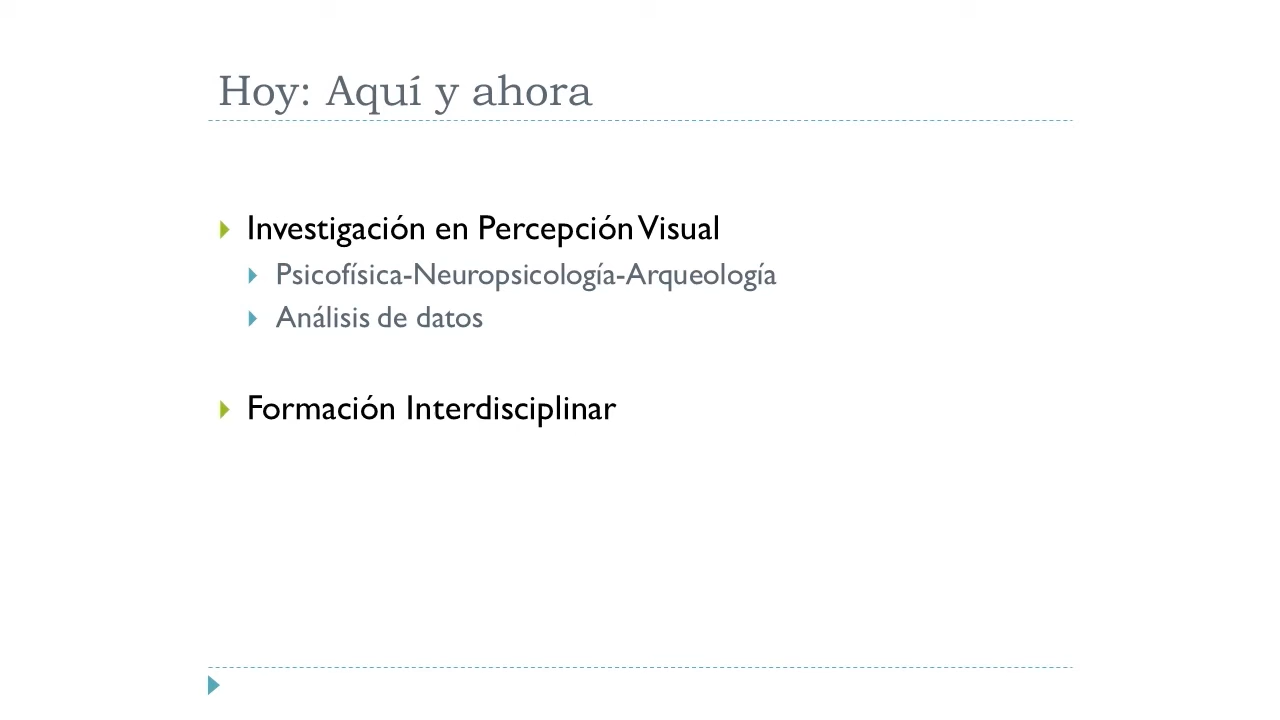 Hoy: Aquí y ahora
Investigación en Percepción Visual
Psicofísica-Neuropsicología-Arqueología
Análisis de datos
Formación Interdisciplinar